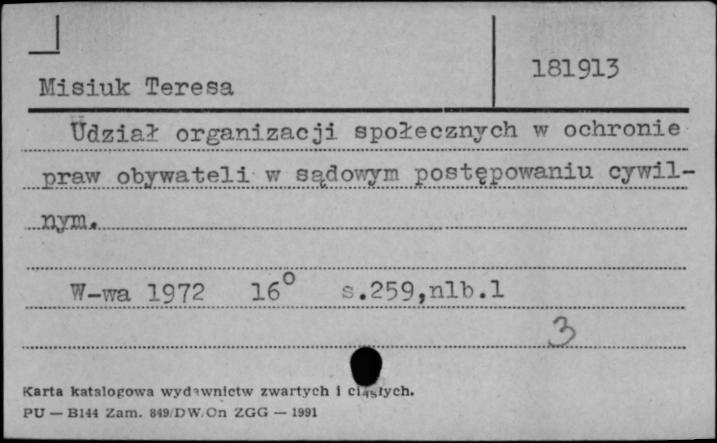 Misiuk Teresa
181913
Udział organizacji społecznych w ochronie
praw obywateli w sądowym postępowaniu cywil-
nym.
W-wa 1972 16° s.259,nlb.1
3
Karta katalogowa wydawnictw zwartych i ciągłych.
PU — B144 Zam. 849/DW/On ZGG — 1991